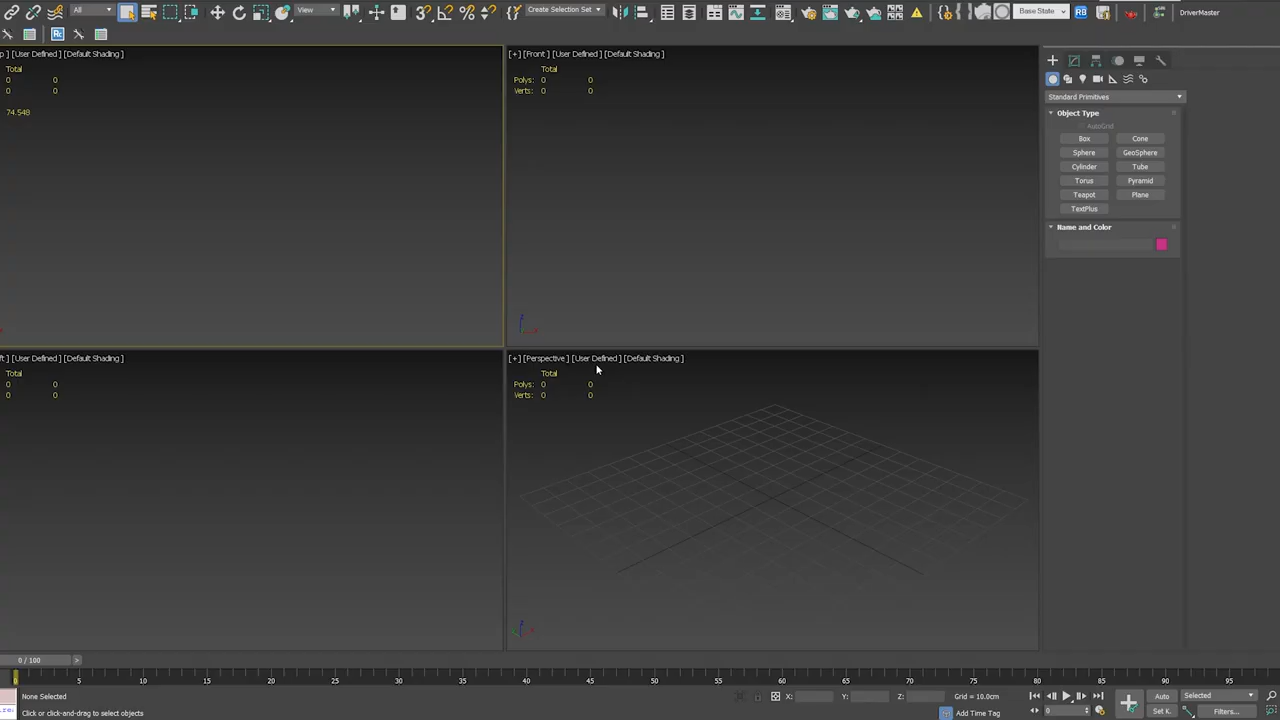 All
View
Create Selection Set
Base State
RB
DriverMaster
] [User Defined ] [Default Shading ]
Total
0 0
0 0
74.548
[+] [Front ] [User Defined ] [Default Shading ]
Total
Polys: 0 0
Verts: 0 0
Standard Primitives
Object Type
AutoGrid
Box Cone
Sphere GeoSphere
Cylinder Tube
Torus Pyramid
Teapot Plane
TextPlus
Name and Color
] [User Defined ] [Default Shading ]
Total
0 0
0 0
[+] [Perspective ] [User Defined ] [Default Shading ]
Total
Polys: 0 0
Verts: 0 0
0 / 100 >
0 5 10 15 20 25 30 35 40 45 50 55 60 65 70 75 80 85 90 95
None Selected
X: Y: Z: Grid = 10.0cm
Auto Selected
Click or click-and-drag to select objects
Add Time Tag
0
Set K. Filters...